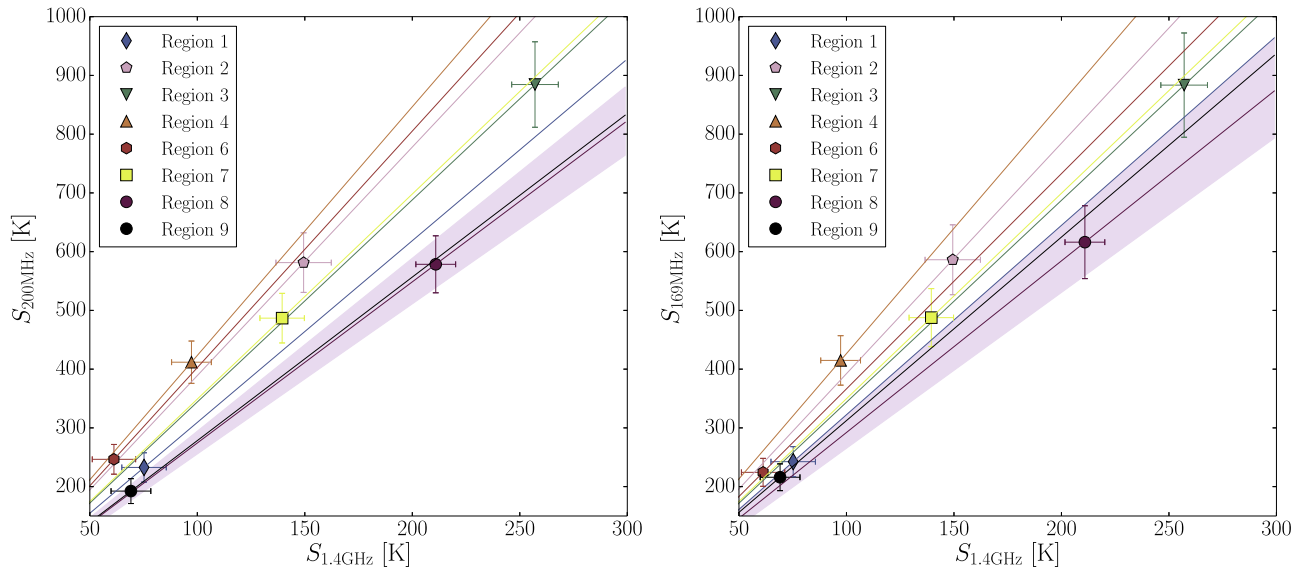 1000
900
800
700
600
500
400
300
200
S200MHz [K]
Region 1
Region 2
Region 3
Region 4
Region 6
Region 7
Region 8
Region 9
50 100 150 200 250 300
S1.4GHz [K]
1000
900
800
700
600
500
400
300
200
S169MHz [K]
Region 1
Region 2
Region 3
Region 4
Region 6
Region 7
Region 8
Region 9
50 100 150 200 250 300
S1.4GHz [K]